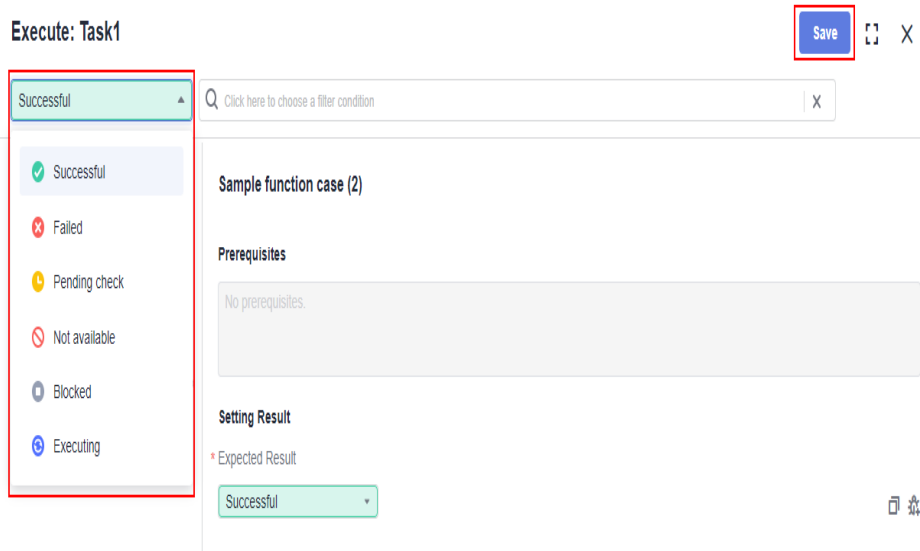 Execute: Task1
Save
Successful
Click here to choose a filter condition
Successful
Failed
Pending check
Not available
Blocked
Executing
Sample function case (2)
Prerequisites
No prerequisites.
Setting Result
* Expected Result
Successful